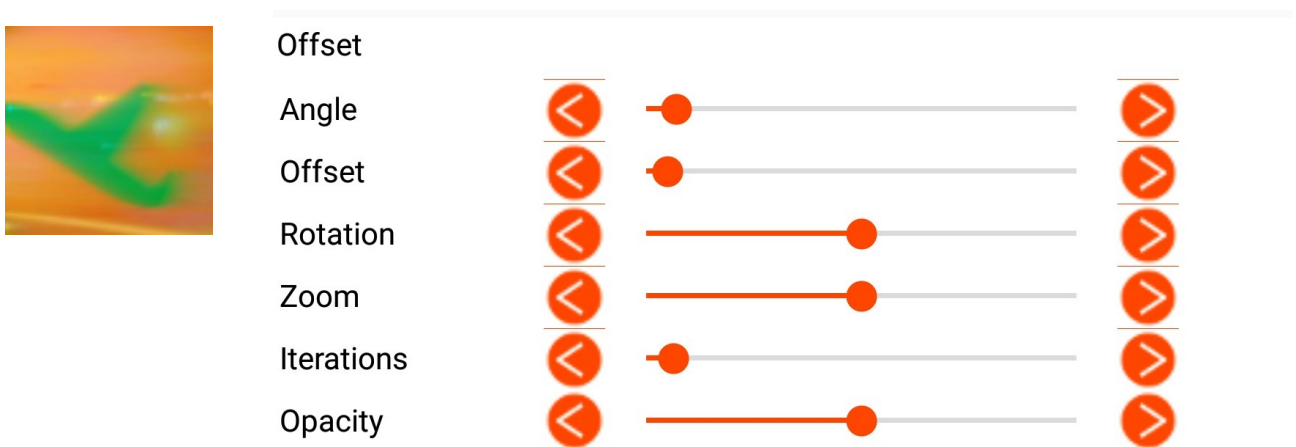 Offset
Angle
Offset
Rotation
Zoom
Iterations
Opacity